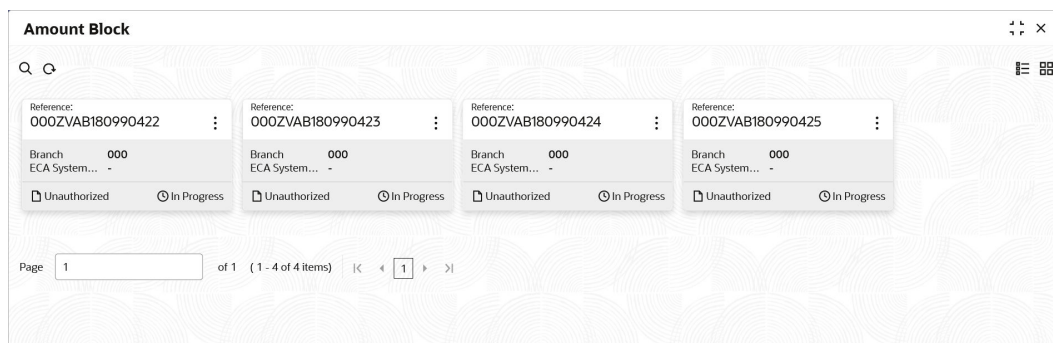 Amount Block
Reference:
000ZVAB180990422
Branch 000
ECA System... -
Unauthorized In Progress
Reference:
000ZVAB180990423
Branch 000
ECA System... -
Unauthorized In Progress
Reference:
000ZVAB180990424
Branch 000
ECA System... -
Unauthorized In Progress
Reference:
000ZVAB180990425
Branch 000
ECA System... -
Unauthorized In Progress
Page 1 of 1 ( 1 - 4 of 4 items) 1